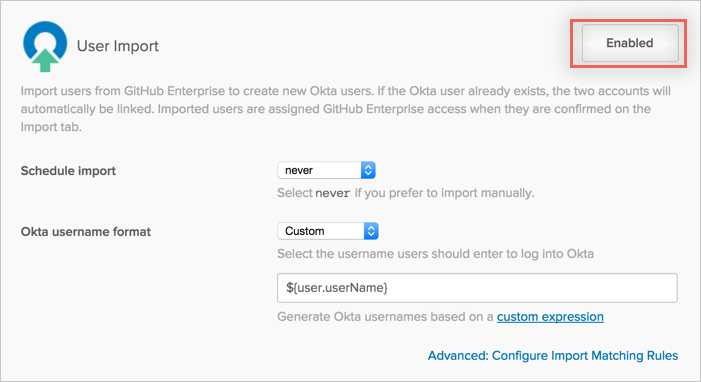 User Import
Enabled
Import users from GitHub Enterprise to create new Okta users. If the Okta user already exists, the two accounts will
automatically be linked. Imported users are assigned GitHub Enterprise access when they are confirmed on the
Import tab.
Schedule import
never
Select never if you prefer to import manually.
Okta username format
Custom
Select the username users should enter to log into Okta
${user.userName}
Generate Okta usernames based on a custom expression
Advanced: Configure Import Matching Rules